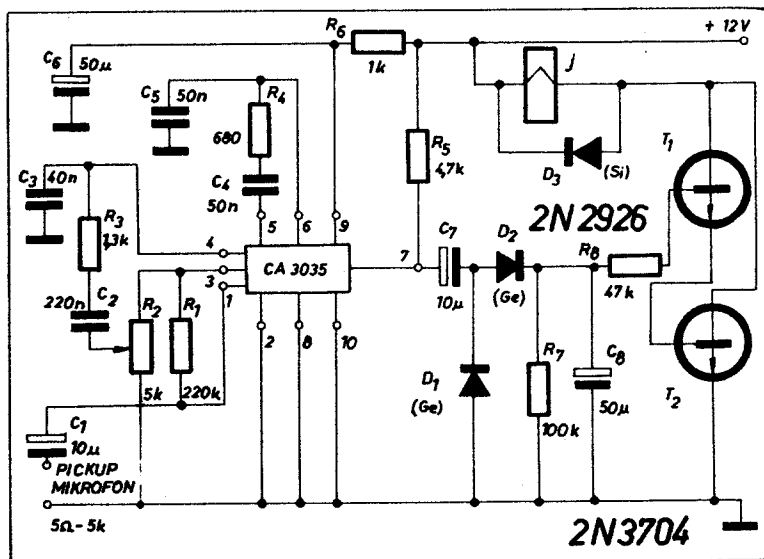 R6
+ 12V
C6
50µ
1k
J
C5
50n
R4
680
R5
4,7k
D3
(Si)
T1
C3
40n
C4
50n
2N2926
R3
1,3k
5
6
9
4
C7
D2
R8
CA 3035
7
3
1
C2
220n
R2
R1
10µ
(Ge)
47k
2
8
10
R7
C8
T2
5k
220k
D1
(Ge)
100k
50µ
C1
10µ
PICKUP
MIKROFON
5Ω-5k
2N3704